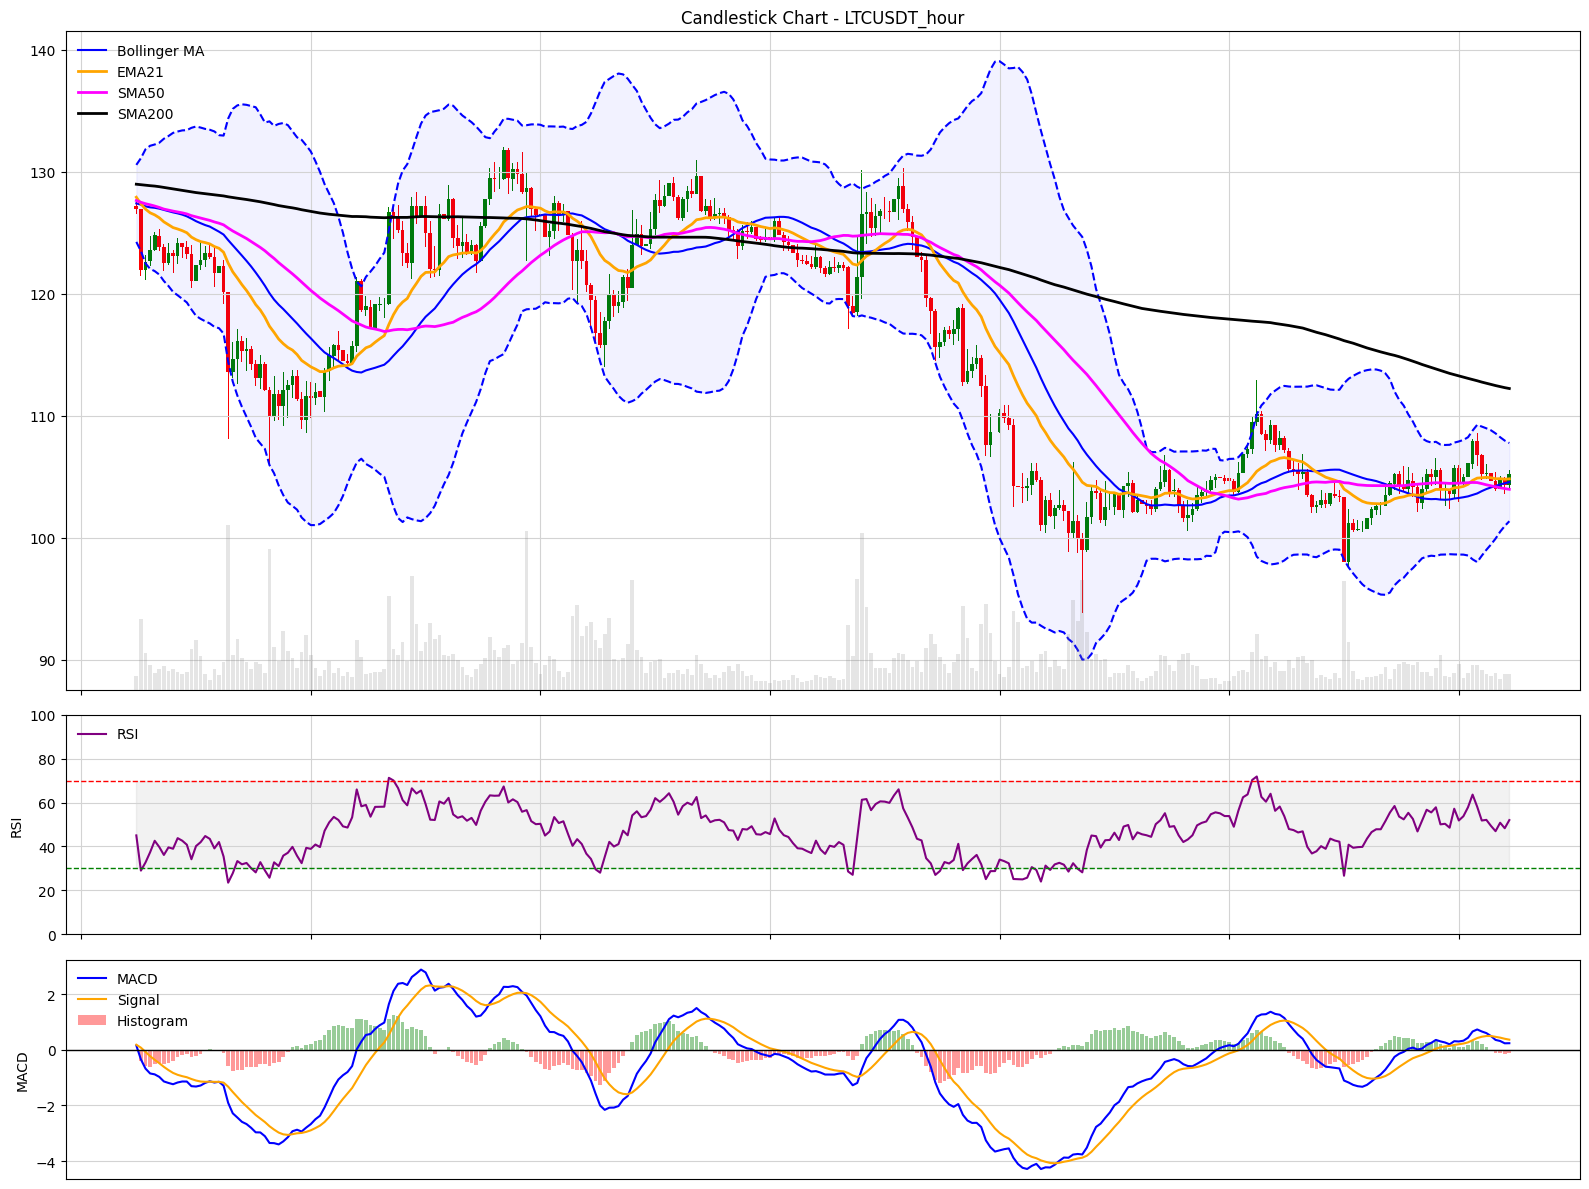 Candlestick Chart - LTCUSDT_hour
Bollinger MA
EMA21
SMA50
SMA200
140
130
120
110
100
90
RSI
RSI
100
80
60
40
20
0
MACD
Signal
Histogram
MACD
2
0
−2
−4